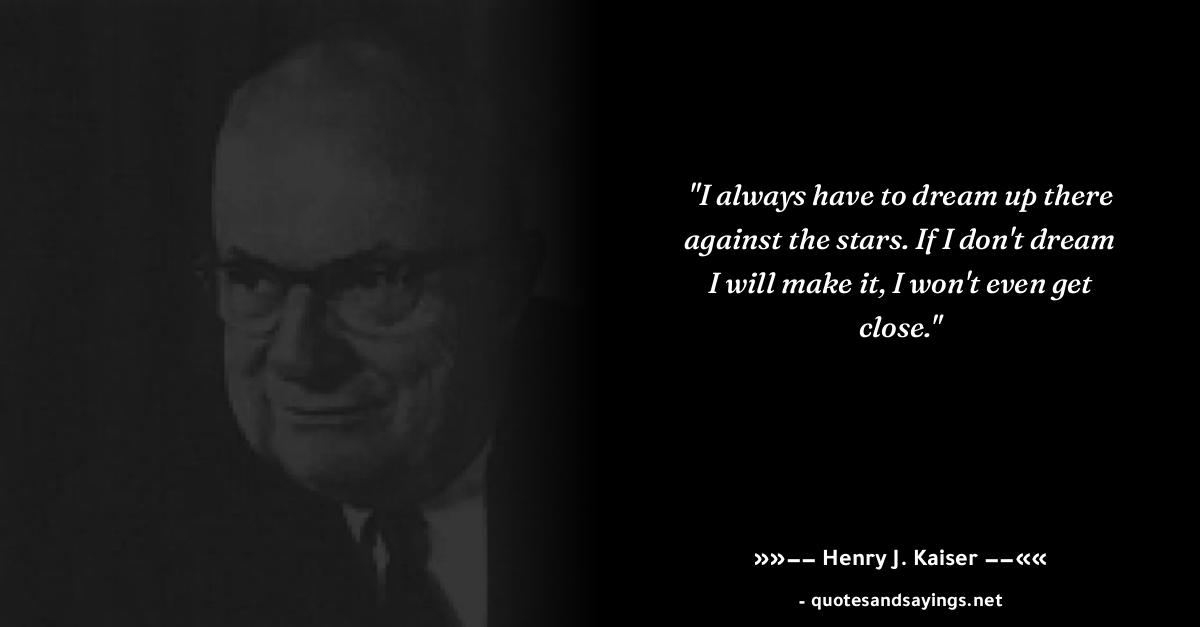 "I always have to dream up there
against the stars. If I don't dream
I will make it, I won't even get
close."
»»–– Henry J. Kaiser ––««
- quotesandsayings.net